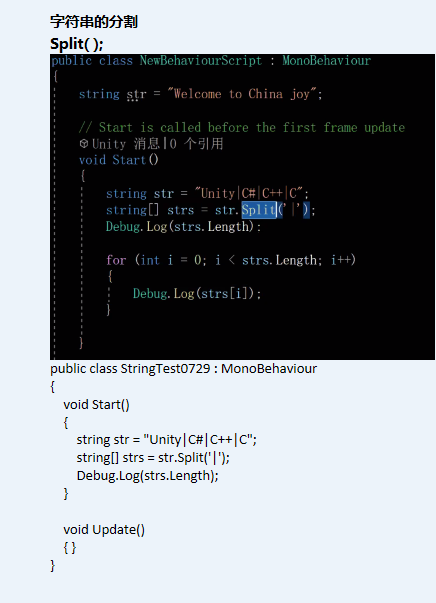 字符串的分割
Split( );
public class NewBehaviourScript : MonoBehaviour
{
string str = "Welcome to China joy";
// Start is called before the first frame update
Unity 消息|0 个引用
void Start()
{
string str = "Unity|C#|C++|C";
string[] strs = str.Split('|');
Debug.Log(strs.Length);
for (int i = 0; i < strs.Length; i++)
{
Debug.Log(strs[i]);
}
}
public class StringTest0729 : MonoBehaviour
{
void Start()
{
string str = "Unity|C#|C++|C";
string[] strs = str.Split('|');
Debug.Log(strs.Length);
}
void Update()
{ }
}